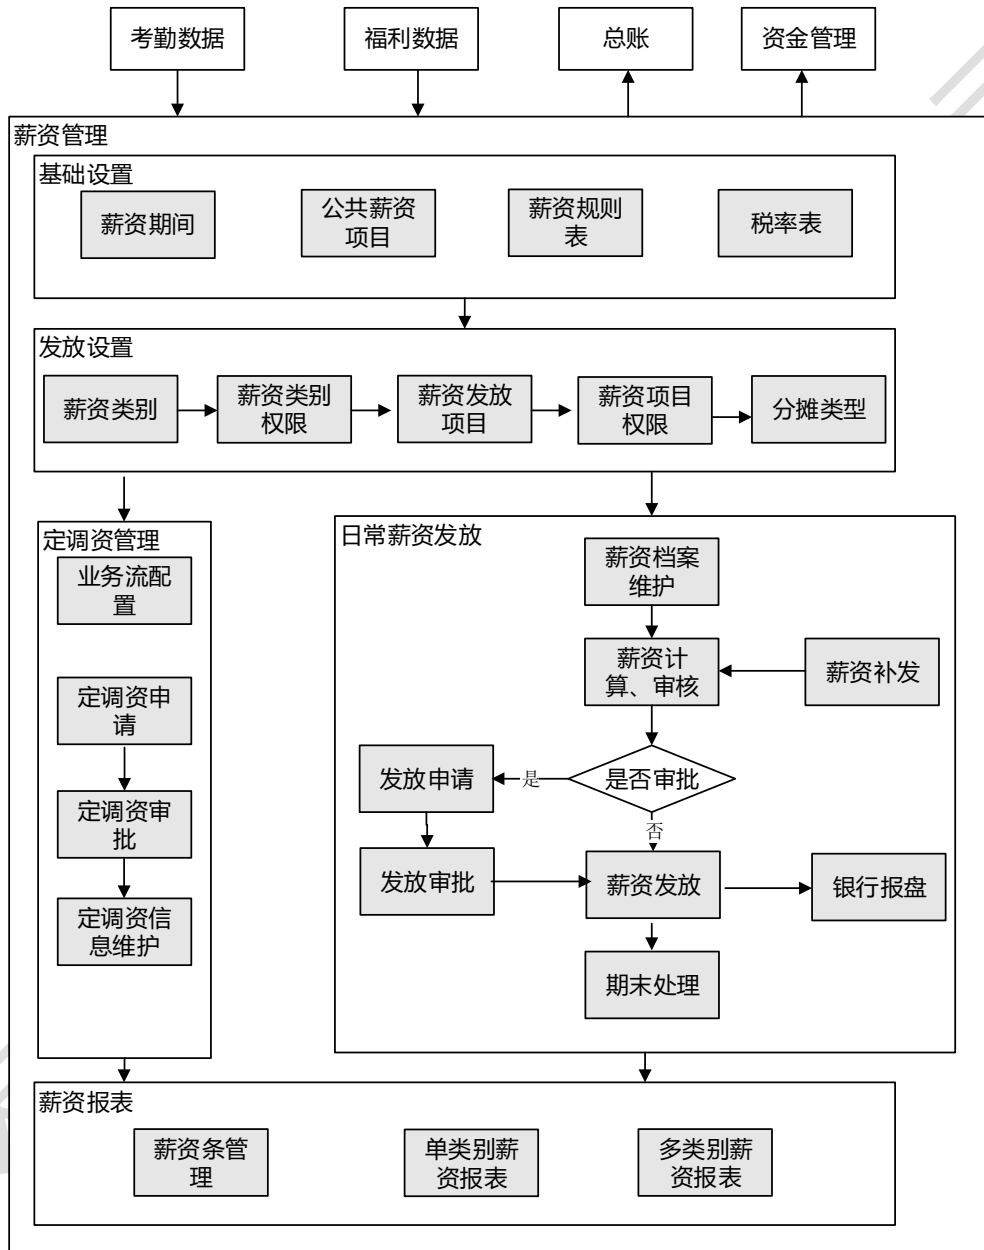 考勤数据
福利数据
总账
资金管理
薪资管理
基础设置
薪资期间
公共薪资
项目
薪资规则
表
税率表
发放设置
薪资类别
薪资类别
权限
薪资发放
项目
薪资项目
权限
分摊类型
定调资管理
业务流配
置
定调资申
请
定调资审
批
定调资信
息维护
日常薪资发放
薪资档案
维护
薪资计
算、审核
薪资补发
是否审批
是
发放申请
否
发放审批
薪资发放
银行报盘
期末处理
薪资报表
薪资条管
理
单类别薪
资报表
多类别薪
资报表